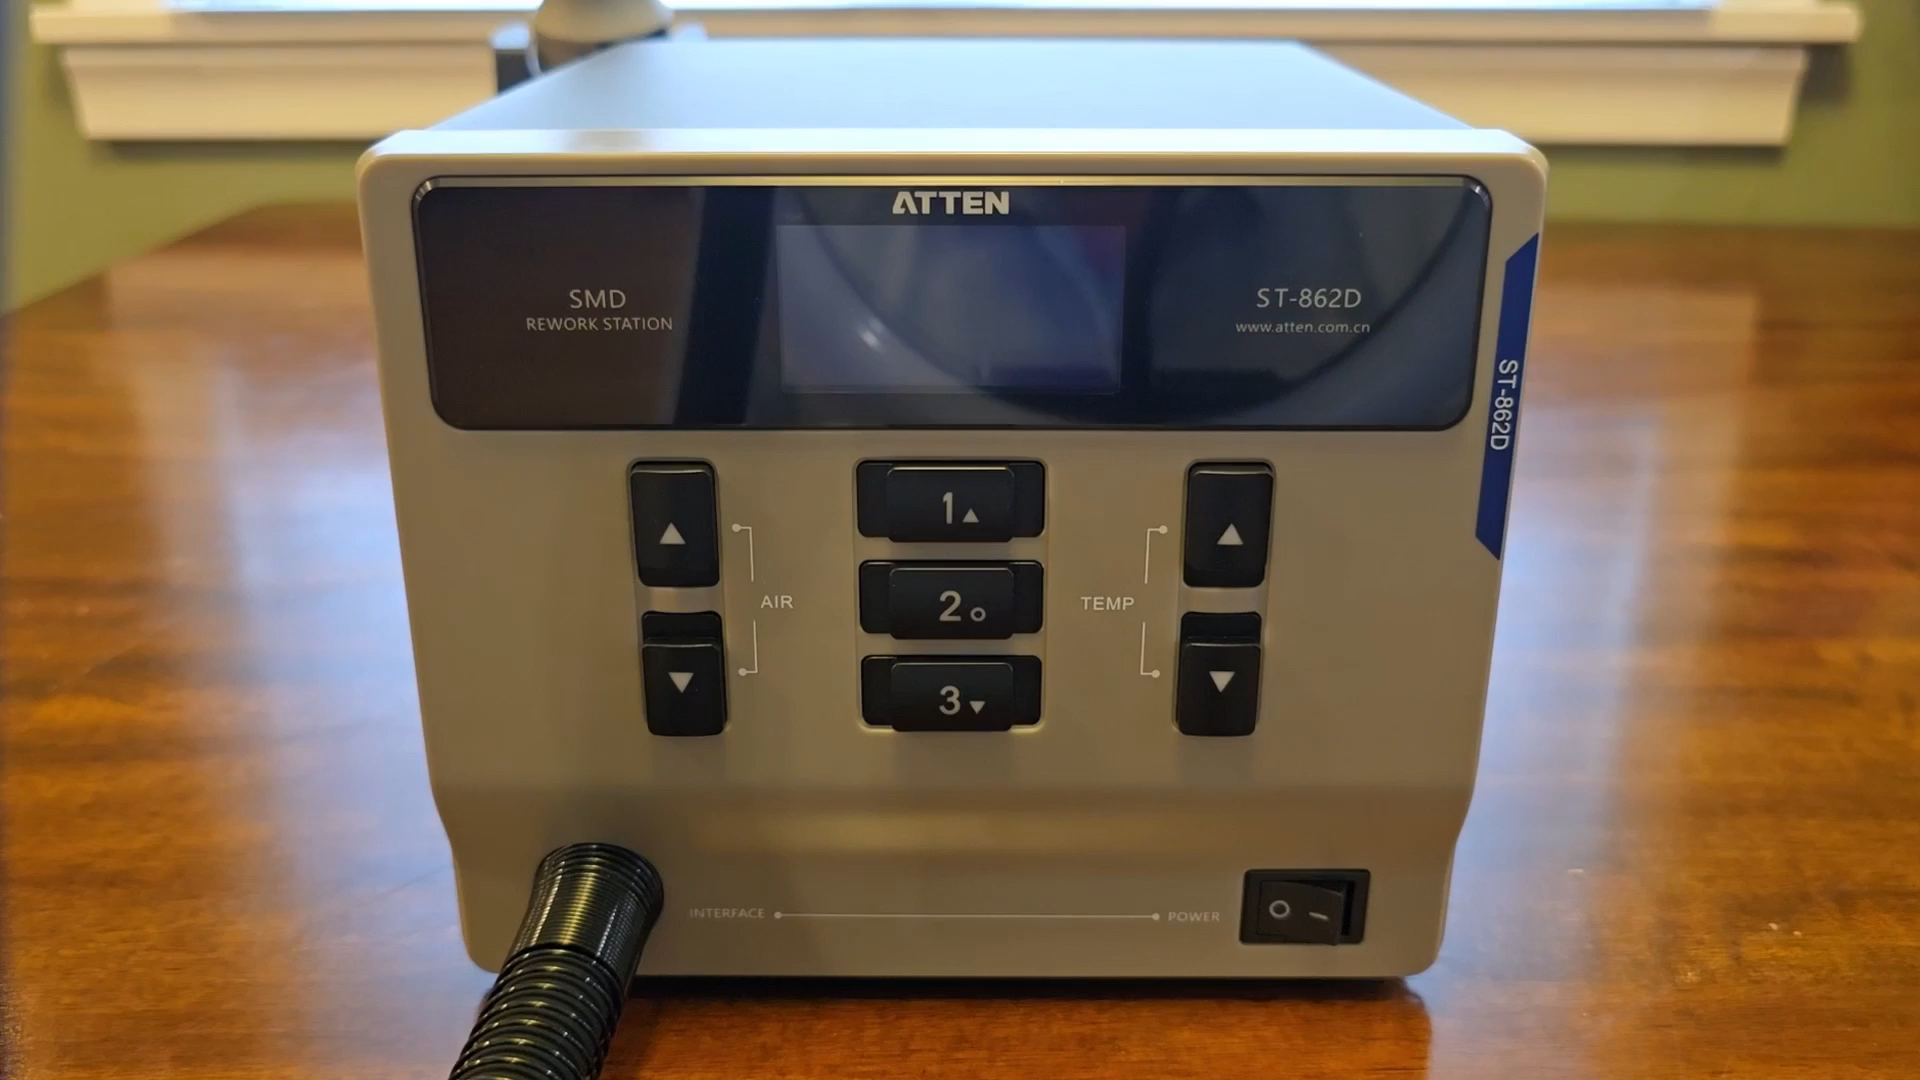 ATTEN
SMD
REWORK STATION
ST-862D
www.atten.com.cn
ST-862D
1▲
2○
3▼
▲
▼
AIR
TEMP
▲
▼
INTERFACE
POWER
○ –